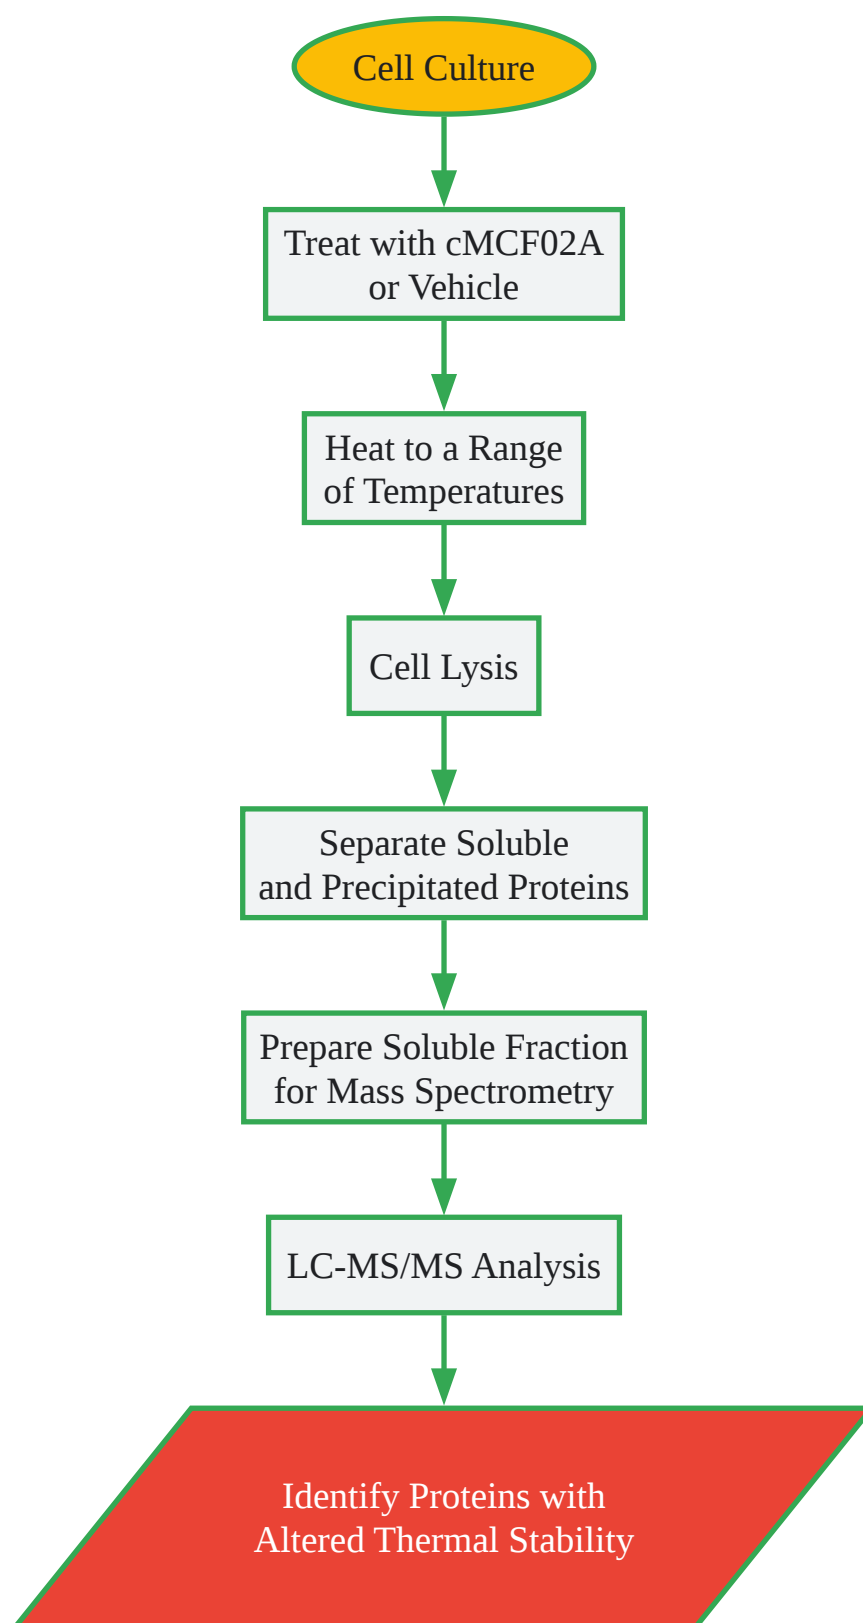 Cell Culture
Treat with cMCF02A
or Vehicle
Heat to a Range
of Temperatures
Cell Lysis
Separate Soluble
and Precipitated Proteins
Prepare Soluble Fraction
for Mass Spectrometry
LC-MS/MS Analysis
Identify Proteins with
Altered Thermal Stability